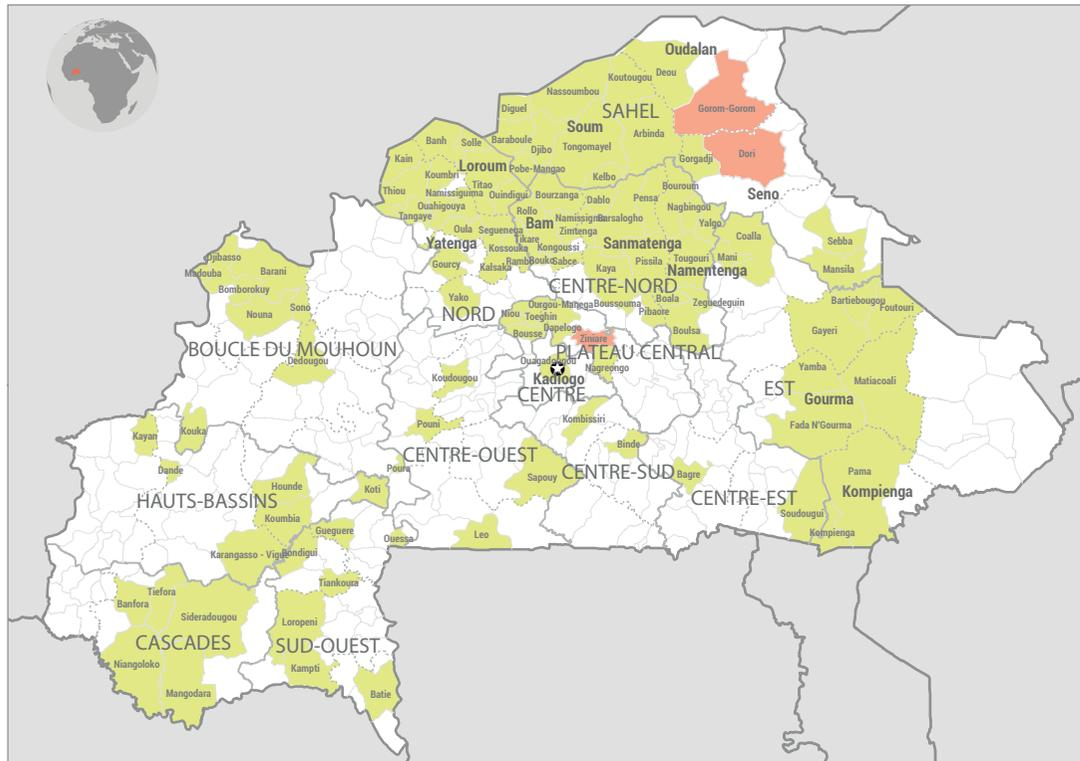 Oudalan
Deou
Koutougou
Nassoumbou
Gorom-Gorom
Diguel
SAHEL
Soum
Arbinda
Banh
Solle
Baraboule
Djibo
Tongomayel
Dori
Kain
Gorgadji
Loroum
Pobe-Mangao
Koumbri
Kelbo
Titao
Bouroum
Thiou
Namissiguima
Ouindigui
Bourzanga
Dablo
Pensa
Seno
Ouahigouya
Nagbingou
Tangaye
Rollo
Bam
Barsalogho
Yalgo
Oula
Seguenega
Zimtenga
Coalla
Sebba
Yatenga
Tikare
Kossouka
Kongoussi
Sanmatenga
Djibasso
Gourcy
Kalsaka
Sabce
Kaya
Pissila
Tougouri
Mani
Namentenga
Mansila
Madouba
Barani
Bomborokuy
CENTRE-NORD
Yako
Boala
Bartiebougou
Foutouri
Sono
Ourgou-Manega
Boussouma
Pibaore
Zeguedeguin
Nouna
NORD
Niou
Toeghin
Dapelogo
Bousse
Boulsa
Gayeri
Ziniare
BOUCLE DU MOUHOUN
PLATEAU CENTRAL
Dedougou
Ouagadougou
Nagreongo
Yamba
Koudougou
Kadiogo
Matiacoali
CENTRE
EST
Gourma
Kombissiri
Pouni
Fada N'Gourma
Kayan
Kouka
Binde
CENTRE-OUEST
Poura
Dande
Sapouy
CENTRE-SUD
Bagre
Pama
Hounde
Koti
CENTRE-EST
Kompienga
HAUTS-BASSINS
Soudougui
Koumbia
Gueguere
Ouessa
Leo
Kompienga
Karangasso - Vigue
Bondigui
Tiankoura
Tiefora
Banfora
Sideradougou
Loropeni
CASCADES
SUD-OUEST
Niangoloko
Kampti
Mangodara
Batie